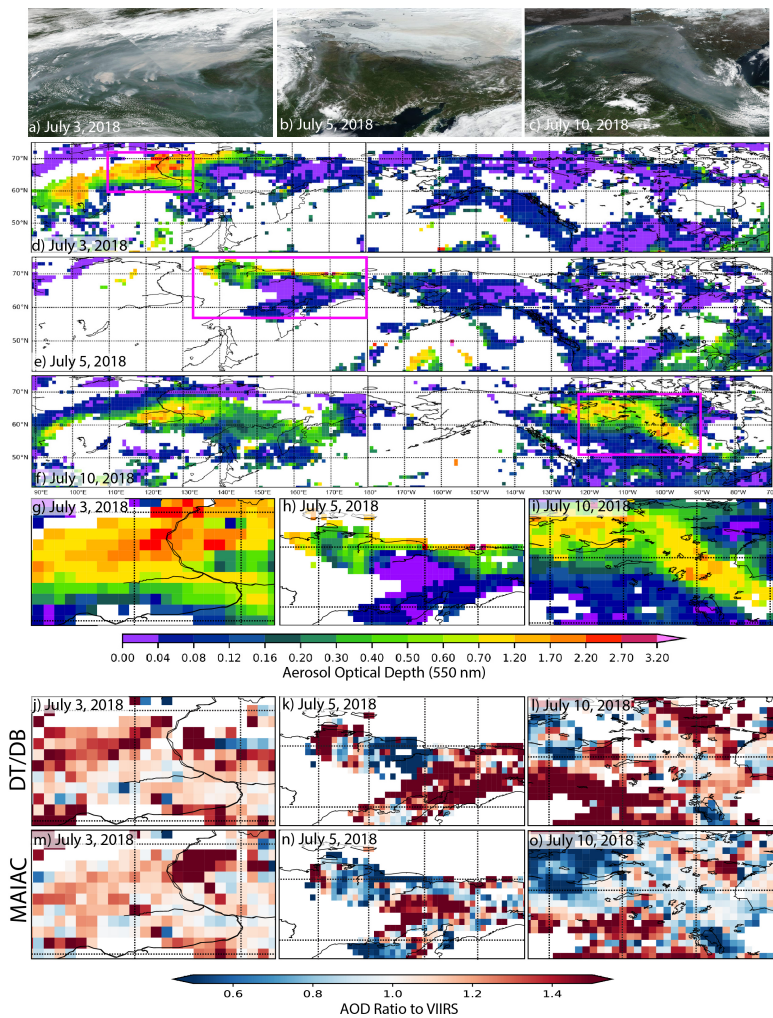 a) July 3, 2018
b) July 5, 2018
c) July 10, 2018
70°N
60°N
50°N
d) July 3, 2018
70°N
60°N
50°N
e) July 5, 2018
70°N
60°N
50°N
f) July 10, 2018
90°E 100°E 110°E 120°E 130°E 140°E 150°E 160°E 170°E 180° 170°W 160°W 150°W 140°W 130°W 120°W 110°W 100°W 90°W 80°W
g) July 3, 2018
h) July 5, 2018
i) July 10, 2018
0.00 0.04 0.08 0.12 0.16 0.20 0.30 0.40 0.50 0.60 0.70 1.20 1.70 2.20 2.70 3.20
Aerosol Optical Depth (550 nm)
DT/DB
j) July 3, 2018
k) July 5, 2018
l) July 10, 2018
MAIAC
m) July 3, 2018
n) July 5, 2018
o) July 10, 2018
0.6 0.8 1.0 1.2 1.4
AOD Ratio to VIIRS